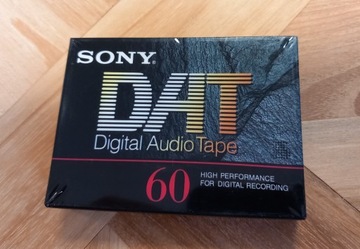 SONY.
DAT
Digital Audio Tape
60
HIGH PERFORMANCE
FOR DIGITAL RECORDING